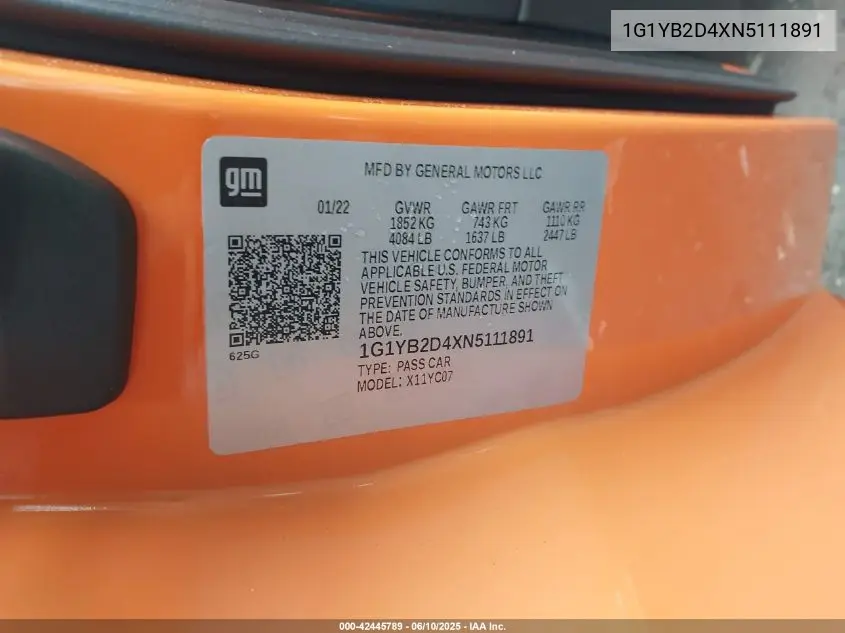 1G1YB2D4XN5111891
gm
MFD BY GENERAL MOTORS LLC
01/22 GVWR GAWR FRT GAWR RR
1852 KG 743 KG 1110 KG
4084 LB 1637 LB 2447 LB
THIS VEHICLE CONFORMS TO ALL
APPLICABLE U.S. FEDERAL MOTOR
VEHICLE SAFETY, BUMPER, AND THEFT
PREVENTION STANDARDS IN EFFECT ON
THE DATE OF MANUFACTURE SHOWN
ABOVE.
625G
1G1YB2D4XN5111891
TYPE: PASS CAR
MODEL: X11YC07
000-42445789 - 06/10/2025 - IAA Inc.